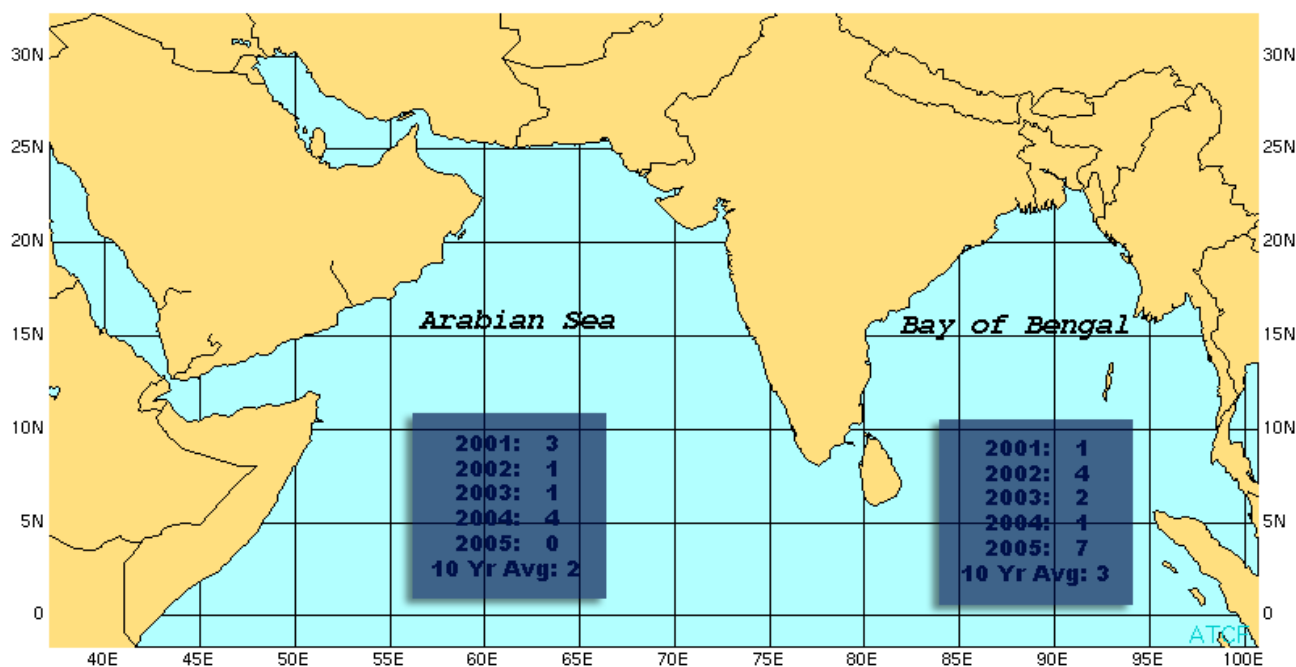 30N 30N
25N 25N
20N 20N
Arabian Sea
Bay of Bengal
15N 15N
10N 10N
2001: 3
2002: 1
2003: 1
2004: 4
2005: 0
10 Yr Avg: 2
2001: 1
2002: 4
2003: 2
2004: 1
2005: 7
10 Yr Avg: 3
5N 5N
0 0
ATCF
40E 45E 50E 55E 60E 65E 70E 75E 80E 85E 90E 95E 100E